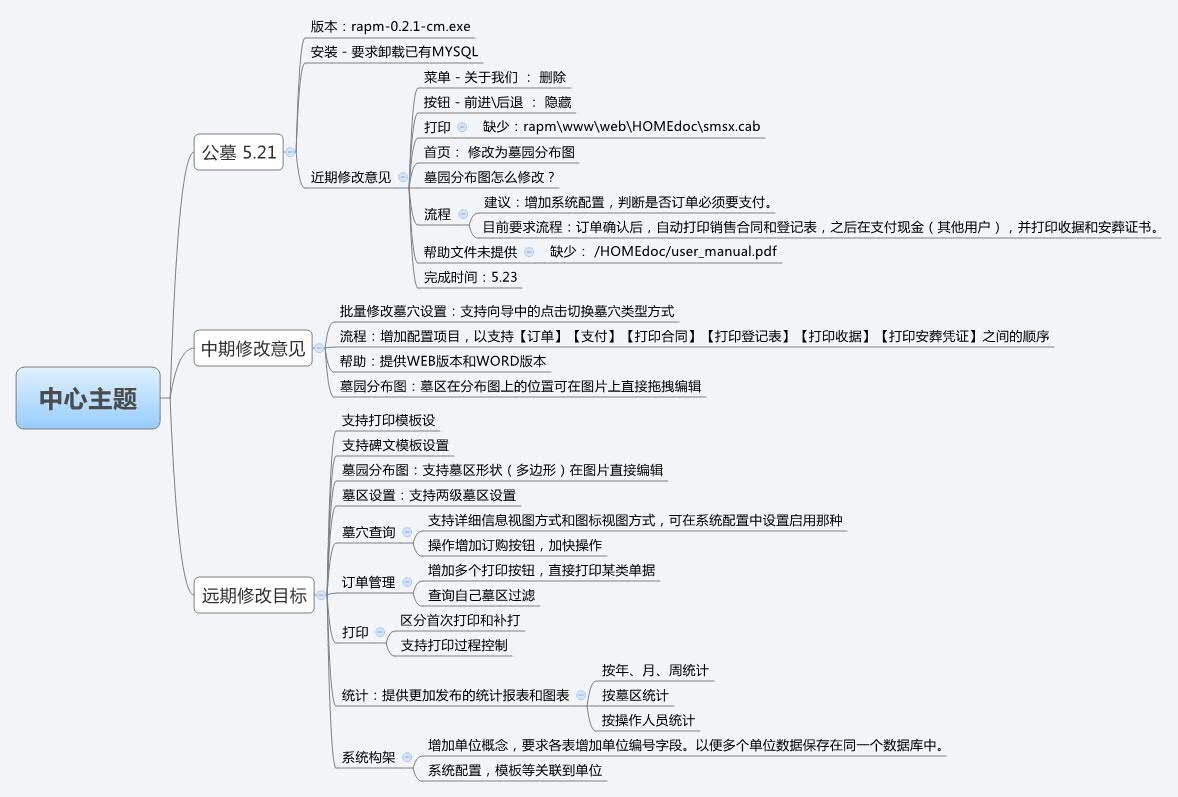 中心主题
公墓 5.21
版本：rapm-0.2.1-cm.exe
安装 - 要求卸载已有MYSQL
近期修改意见
菜单 - 关于我们 ： 删除
按钮 - 前进\后退 ： 隐藏
打印
缺少：rapm\www\web\HOMEdoc\smsx.cab
首页： 修改为墓园分布图
墓园分布图怎么修改？
流程
建议：增加系统配置，判断是否订单必须要支付。
目前要求流程：订单确认后，自动打印销售合同和登记表，之后在支付现金（其他用户），并打印收据和安葬证书。
帮助文件未提供
缺少： /HOMEdoc/user_manual.pdf
完成时间：5.23
中期修改意见
批量修改墓穴设置：支持向导中的点击切换墓穴类型方式
流程：增加配置项目，以支持【订单】【支付】【打印合同】【打印登记表】【打印收据】【打印安葬凭证】之间的顺序
帮助：提供WEB版本和WORD版本
墓园分布图：墓区在分布图上的位置可在图片上直接拖拽编辑
远期修改目标
支持打印模板设
支持碑文模板设置
墓园分布图：支持墓区形状（多边形）在图片直接编辑
墓区设置：支持两级墓区设置
墓穴查询
支持详细信息视图方式和图标视图方式，可在系统配置中设置启用那种
操作增加订购按钮，加快操作
订单管理
增加多个打印按钮，直接打印某类单据
查询自己墓区过滤
打印
区分首次打印和补打
支持打印过程控制
统计：提供更加发布的统计报表和图表
按年、月、周统计
按墓区统计
按操作人员统计
系统构架
增加单位概念，要求各表增加单位编号字段。以便多个单位数据保存在同一个数据库中。
系统配置，模板等关联到单位